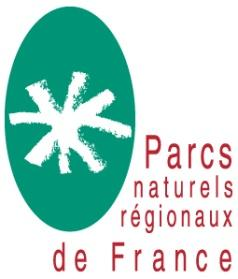 Parcs
naturels
régionaux
de France